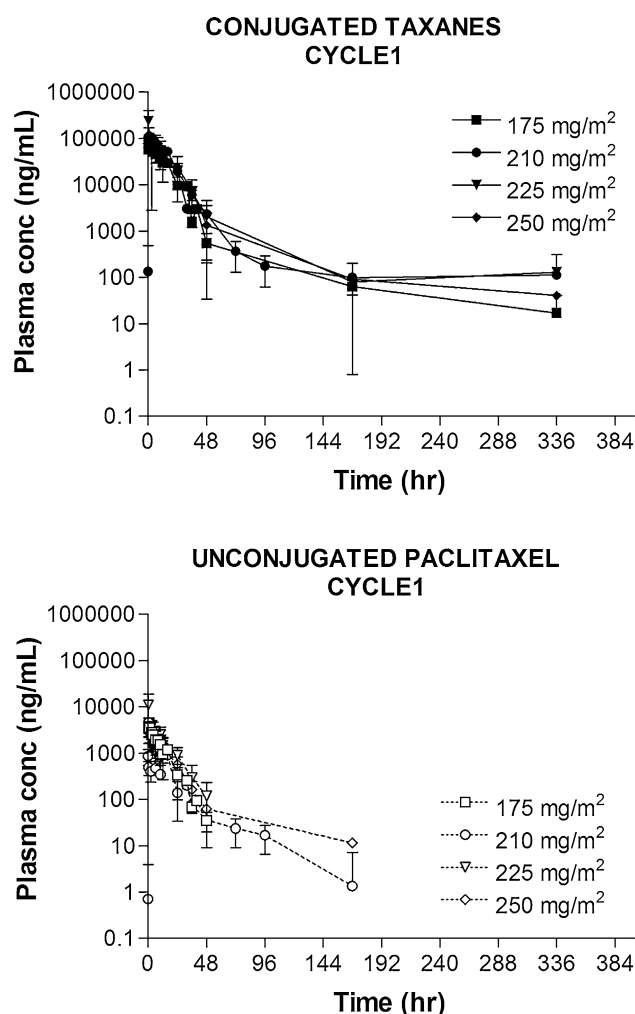 CONJUGATED TAXANES
CYCLE1
1000000
100000
10000
1000
100
10
1
0.1
Plasma conc (ng/mL)
175 mg/m²
210 mg/m²
225 mg/m²
250 mg/m²
0 48 96 144 192 240 288 336 384
Time (hr)
UNCONJUGATED PACLITAXEL
CYCLE1
1000000
100000
10000
1000
100
10
1
0.1
Plasma conc (ng/mL)
175 mg/m²
210 mg/m²
225 mg/m²
250 mg/m²
0 48 96 144 192 240 288 336 384
Time (hr)